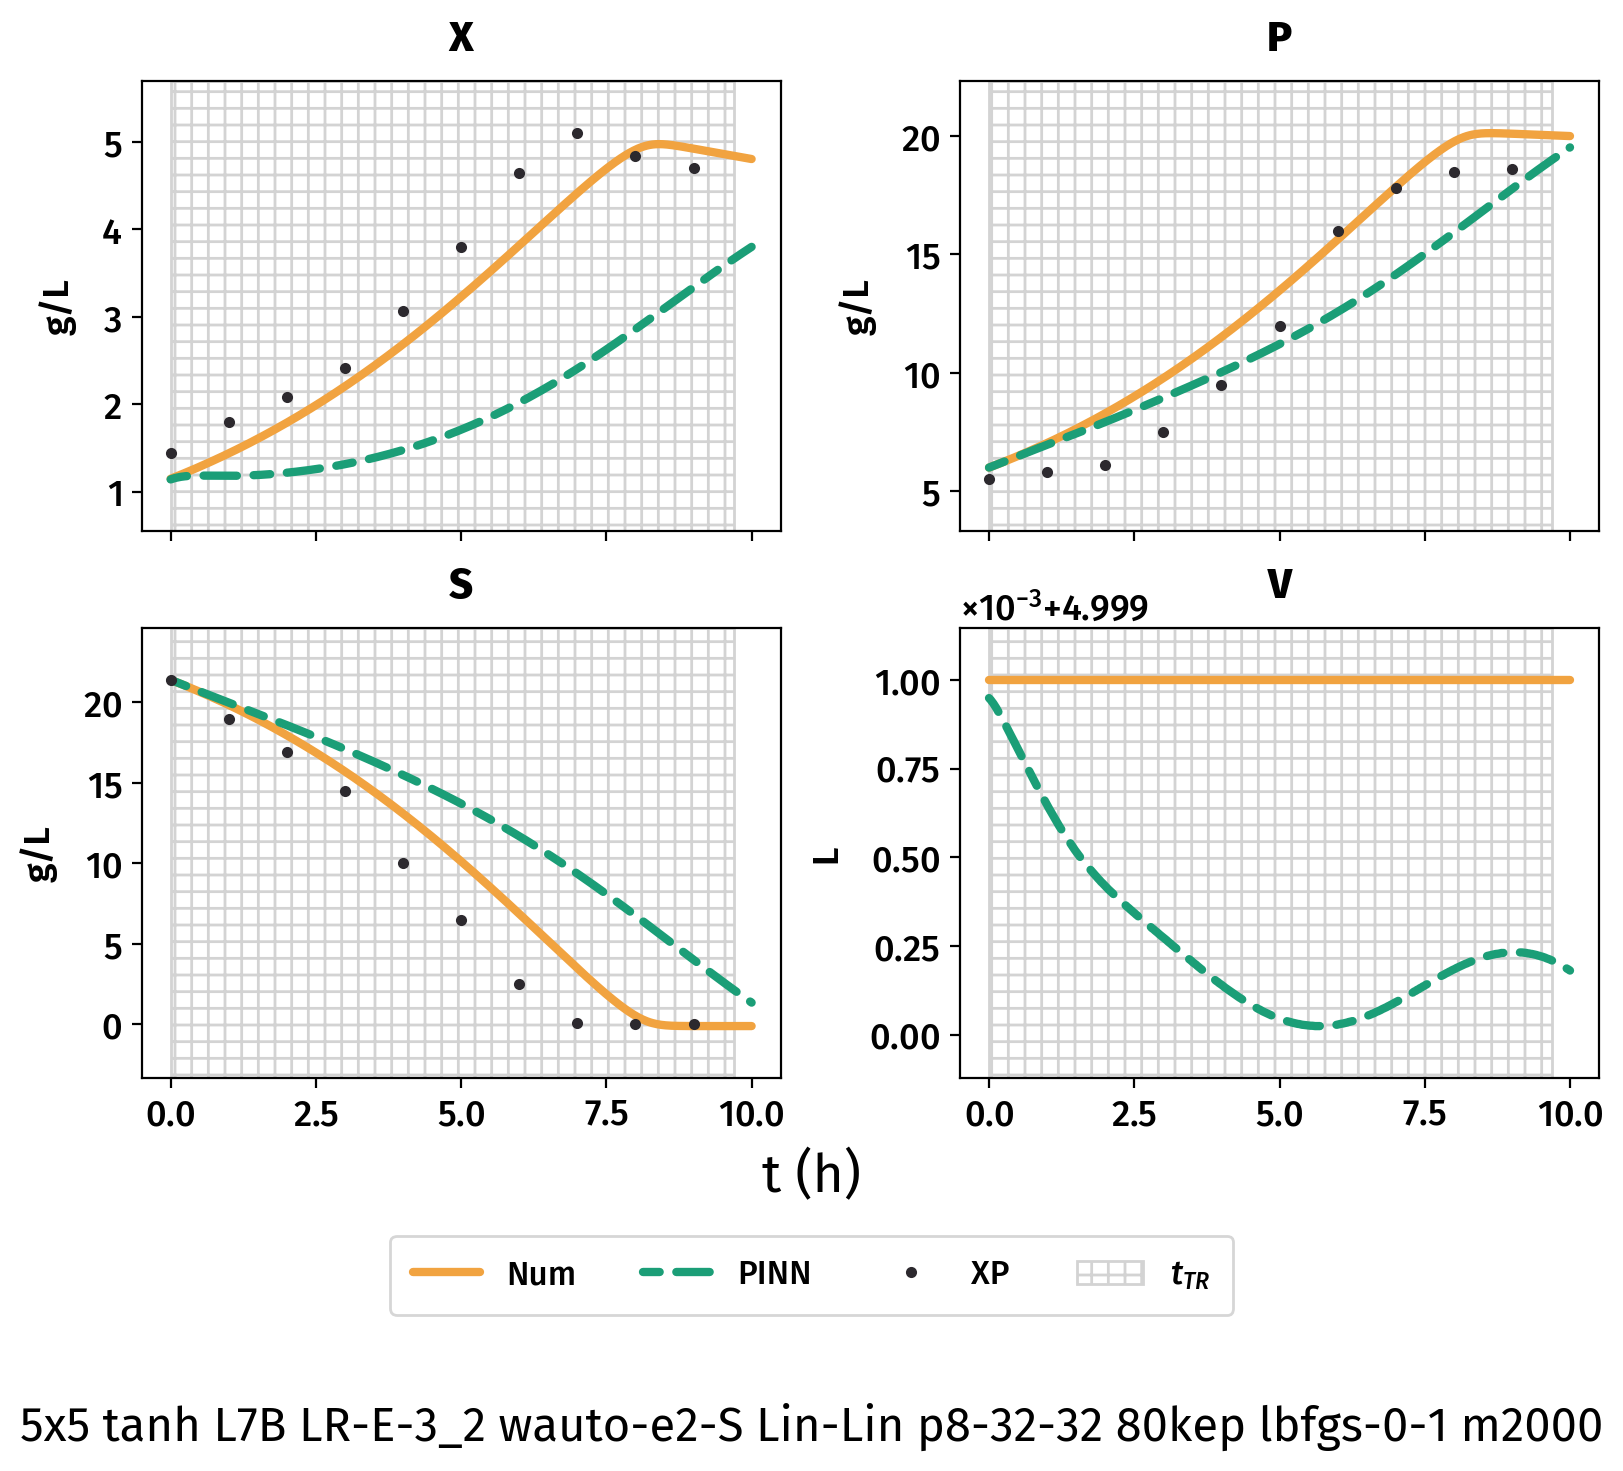 X
P
5
4
3
2
1
g/L
20
15
10
5
g/L
S
V
×10⁻³+4.999
20
15
10
5
0
g/L
0.0 2.5 5.0 7.5 10.0
1.00
0.75
0.50
0.25
0.00
L
0.0 2.5 5.0 7.5 10.0
t (h)
Num PINN XP t_TR
5x5 tanh L7B LR-E-3_2 wauto-e2-S Lin-Lin p8-32-32 80kep lbfgs-0-1 m2000